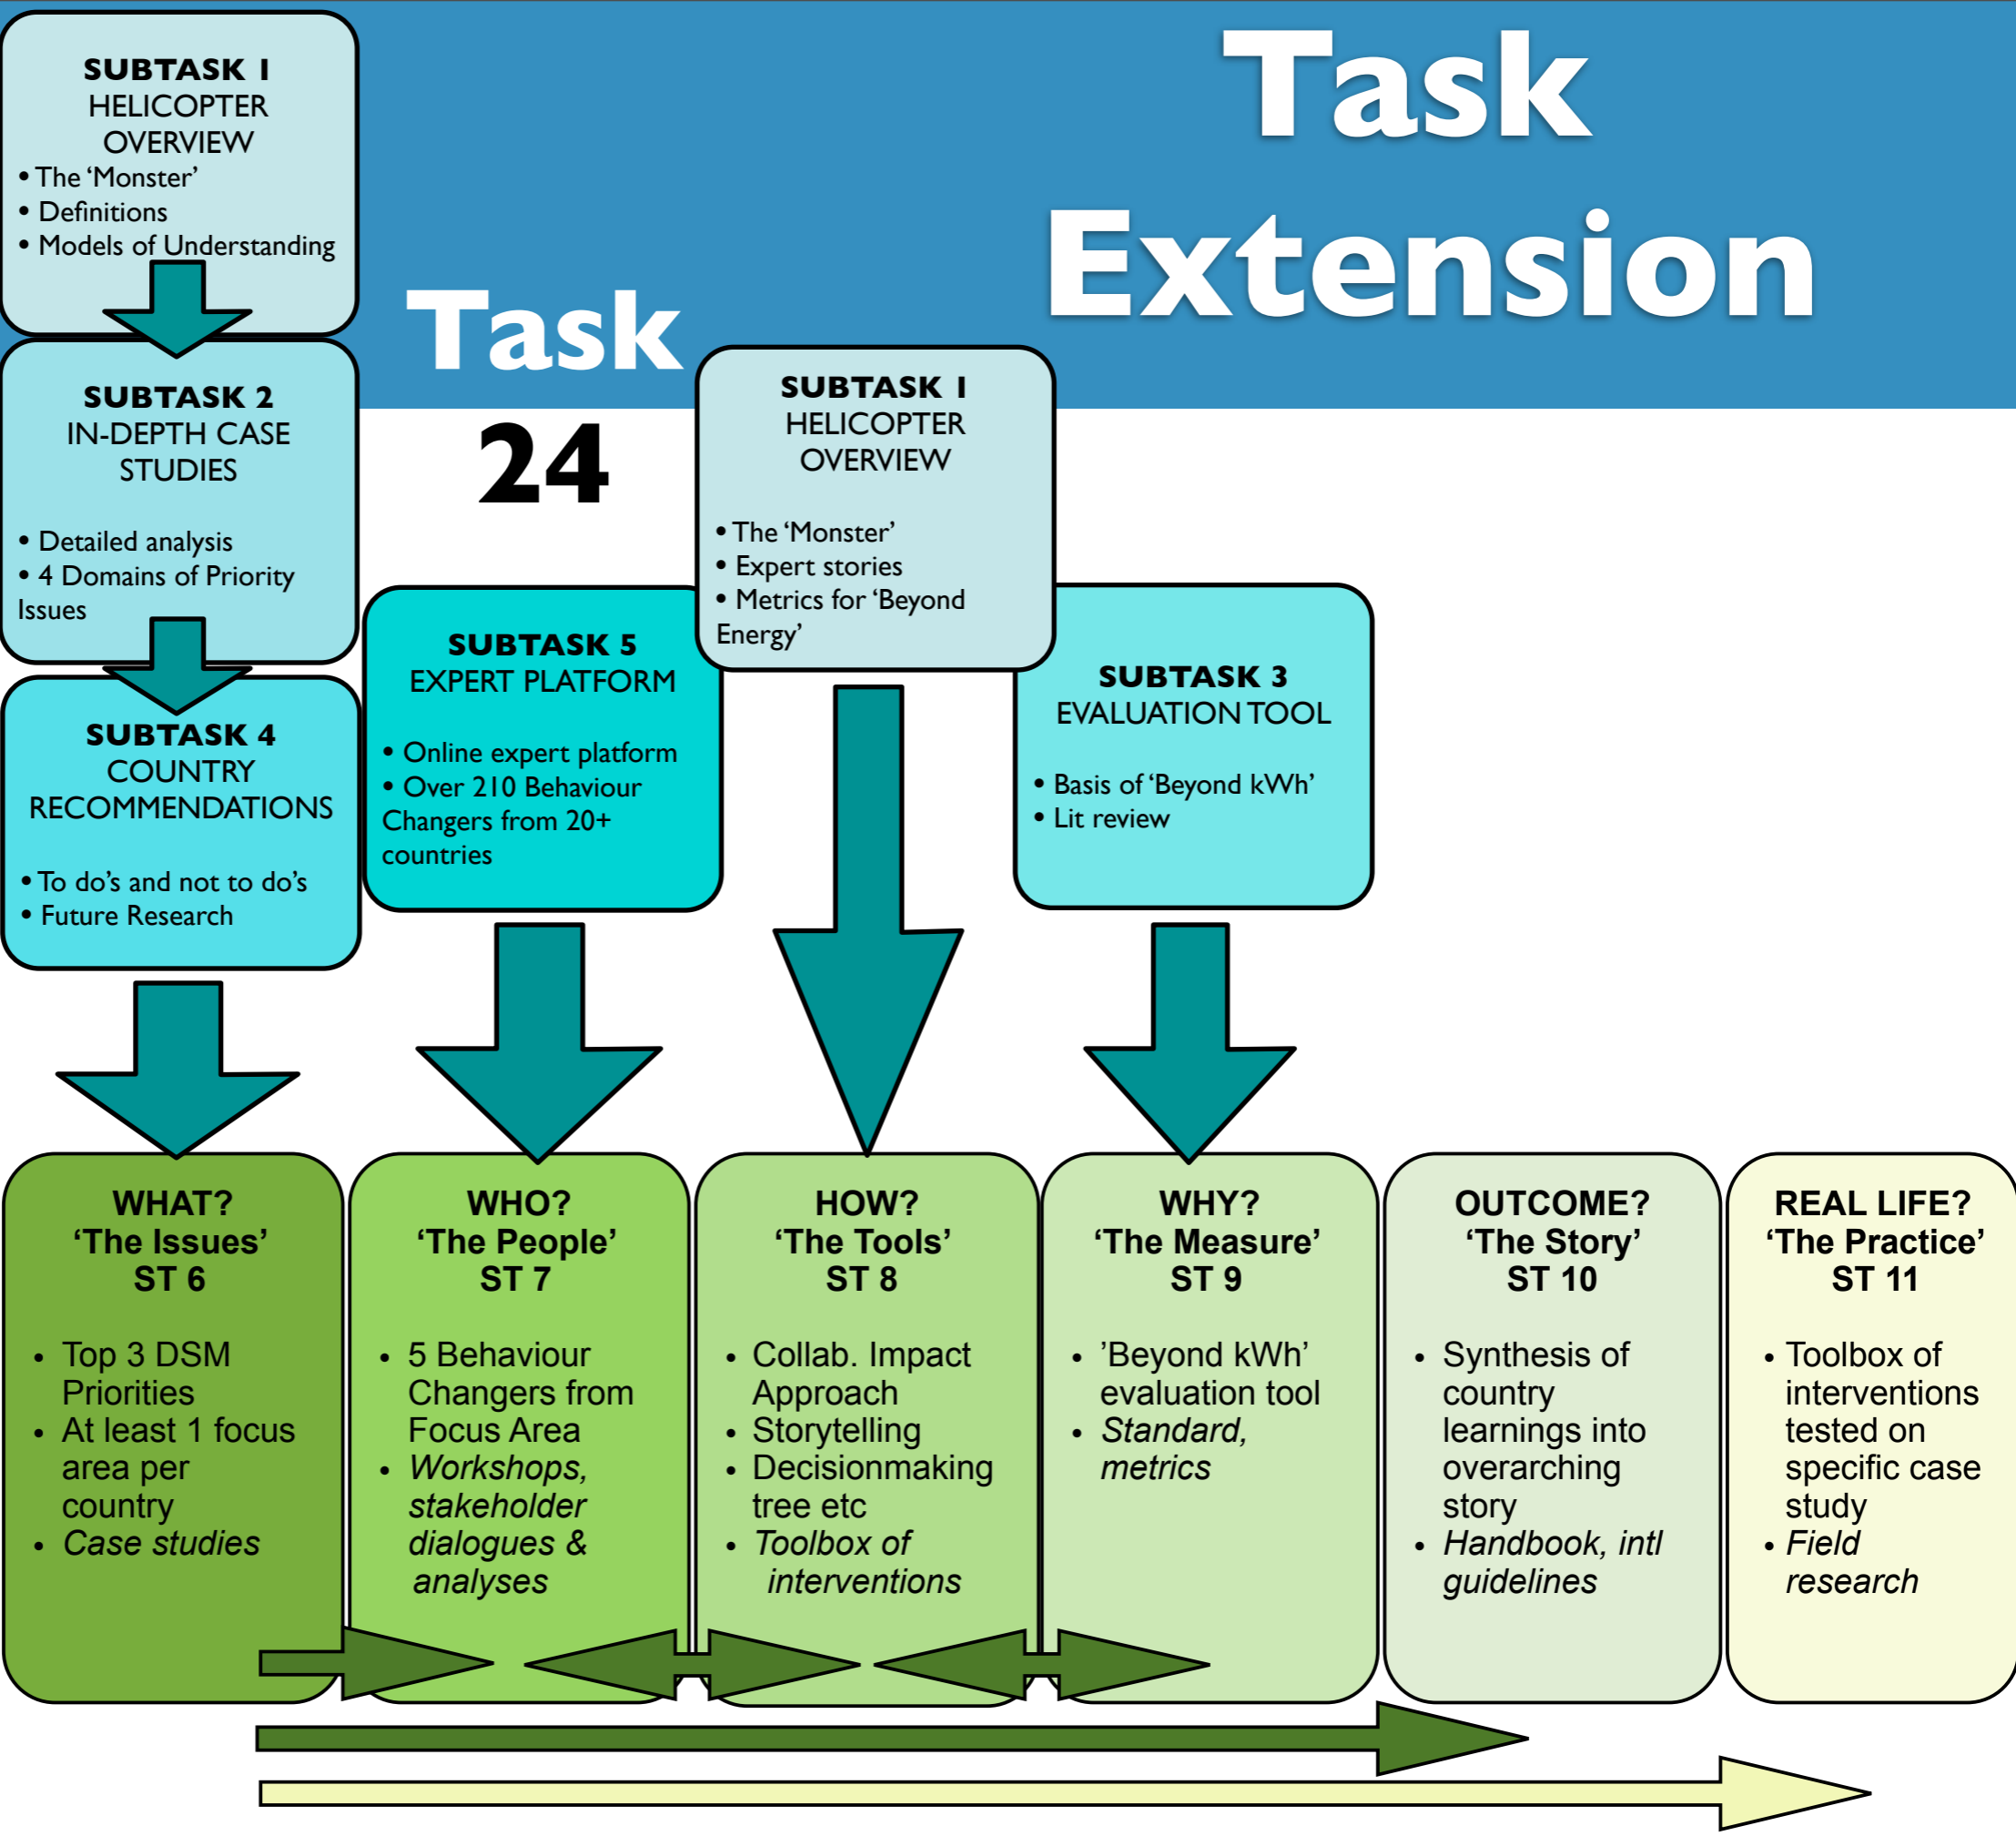 Task
Extension
Task
24
SUBTASK 1
HELICOPTER
OVERVIEW
• The ‘Monster’
• Definitions
• Models of Understanding
SUBTASK 2
IN-DEPTH CASE
STUDIES
• Detailed analysis
• 4 Domains of Priority
Issues
SUBTASK 4
COUNTRY
RECOMMENDATIONS
• To do’s and not to do’s
• Future Research
SUBTASK 5
EXPERT PLATFORM
• Online expert platform
• Over 210 Behaviour
Changers from 20+
countries
SUBTASK 1
HELICOPTER
OVERVIEW
• The ‘Monster’
• Expert stories
• Metrics for ‘Beyond
Energy’
SUBTASK 3
EVALUATION TOOL
• Basis of ‘Beyond kWh’
• Lit review
WHAT?
‘The Issues’
ST 6
• Top 3 DSM
Priorities
• At least 1 focus
area per
country
• Case studies
WHO?
‘The People’
ST 7
• 5 Behaviour
Changers from
Focus Area
• Workshops,
stakeholder
dialogues &
analyses
HOW?
‘The Tools’
ST 8
• Collab. Impact
Approach
• Storytelling
• Decisionmaking
tree etc
• Toolbox of
interventions
WHY?
‘The Measure’
ST 9
• ’Beyond kWh’
evaluation tool
• Standard,
metrics
OUTCOME?
‘The Story’
ST 10
• Synthesis of
country
learnings into
overarching
story
• Handbook, intl
guidelines
REAL LIFE?
‘The Practice’
ST 11
• Toolbox of
interventions
tested on
specific case
study
• Field
research